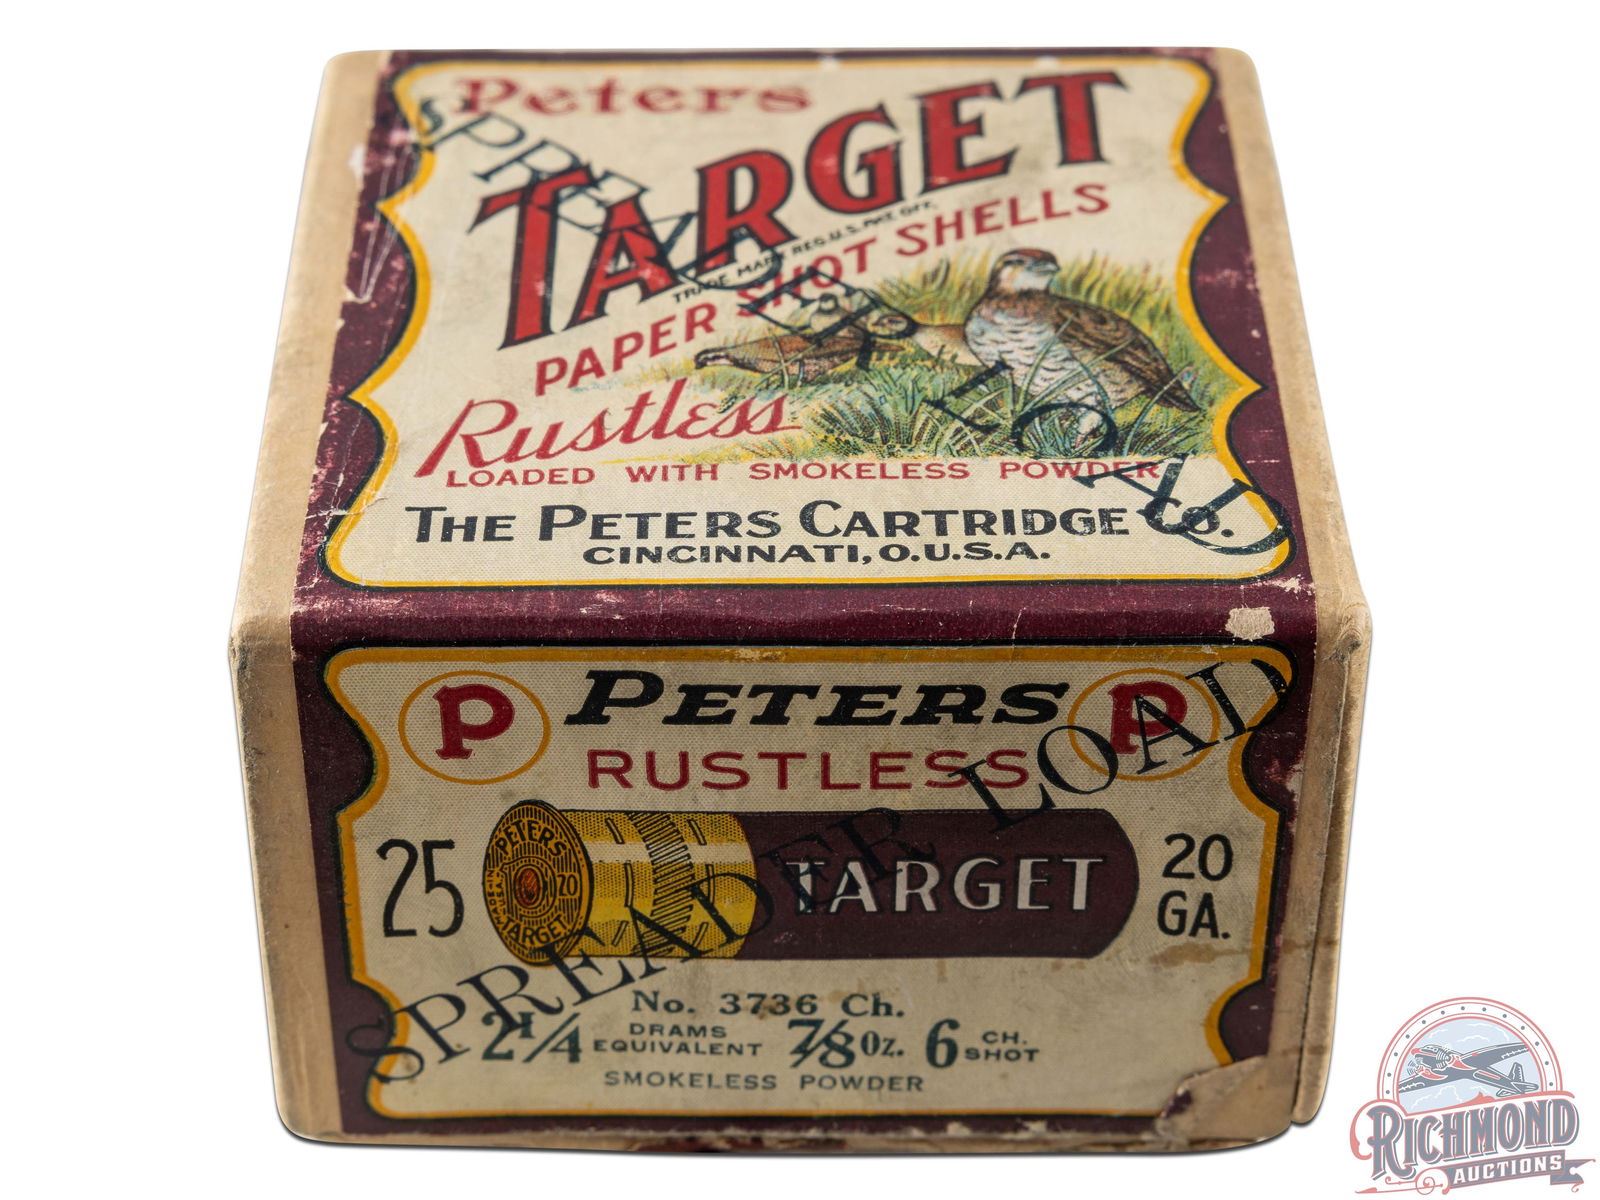 Peters
TARGET
TRADE MARK REG. U.S. PAT. OFF.
PAPER SHOT SHELLS
Rustless
LOADED WITH SMOKELESS POWDER
THE PETERS CARTRIDGE CO.
CINCINNATI, O.U.S.A.
SPREADER LOAD
P PETERS P
RUSTLESS
25
PETERS
MADE IN U.S.A.
20
TARGET
TARGET
20
GA.
SPREADER LOAD
No. 3736 Ch.
2 1/4 DRAMS EQUIVALENT 7/8 Oz. 6 CH. SHOT
SMOKELESS POWDER
RICHMOND
AUCTIONS